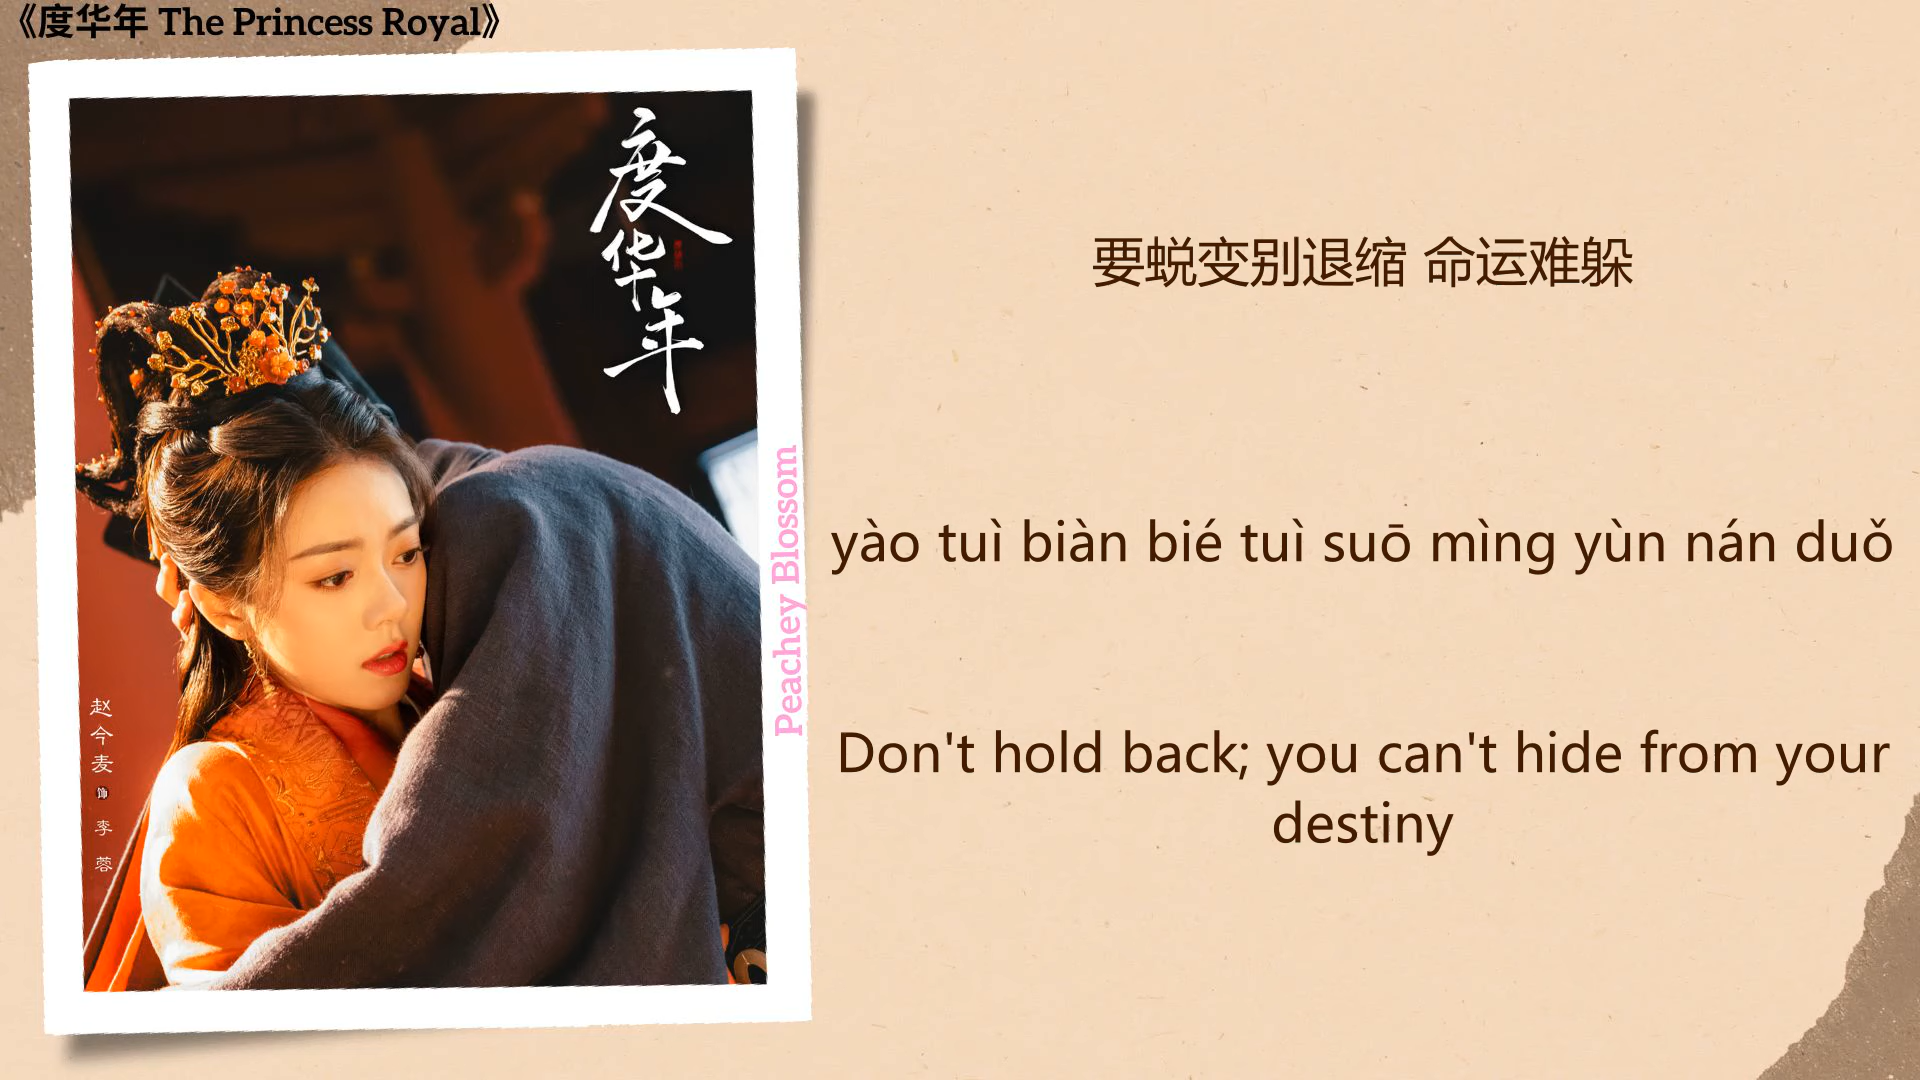 《度华年 The Princess Royal》
度华年
赵今麦 饰 李蓉
Peachey Blossom
要蜕变别退缩 命运难躲
yào tuì biàn bié tuì suō mìng yùn nán duǒ
Don't hold back; you can't hide from your
destiny